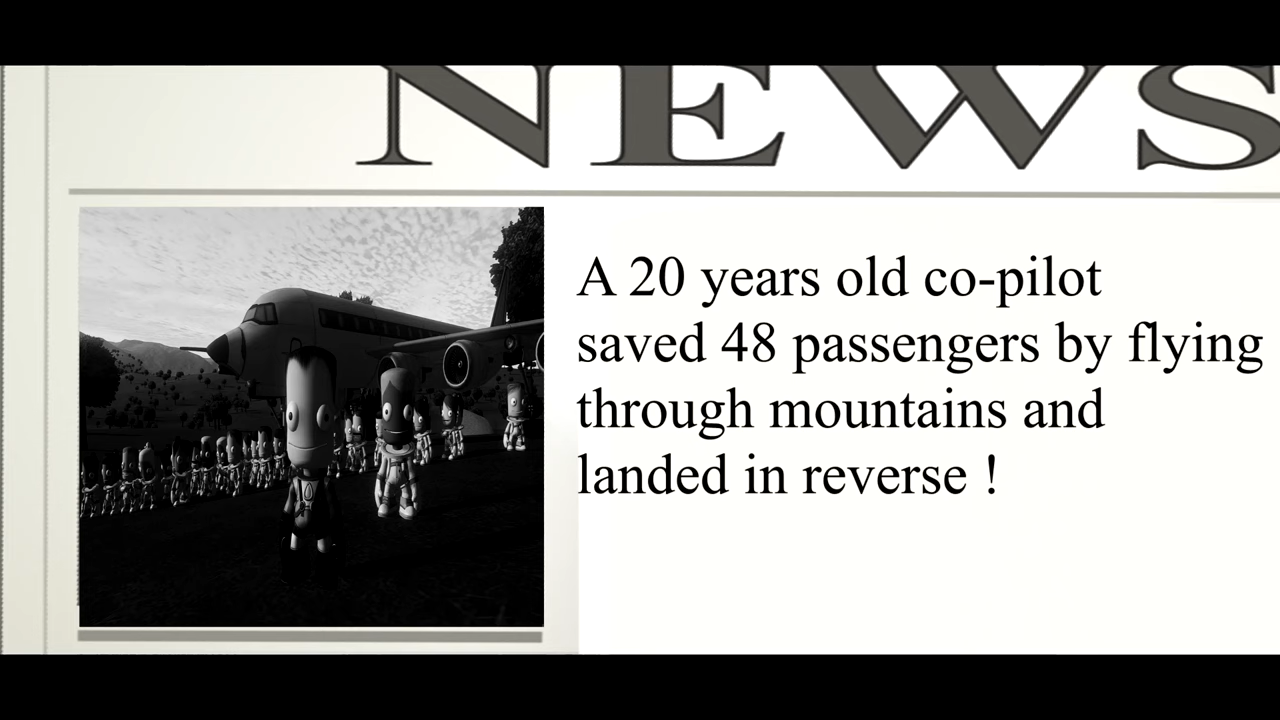 NEWS
A 20 years old co-pilot
saved 48 passengers by flying
through mountains and
landed in reverse !